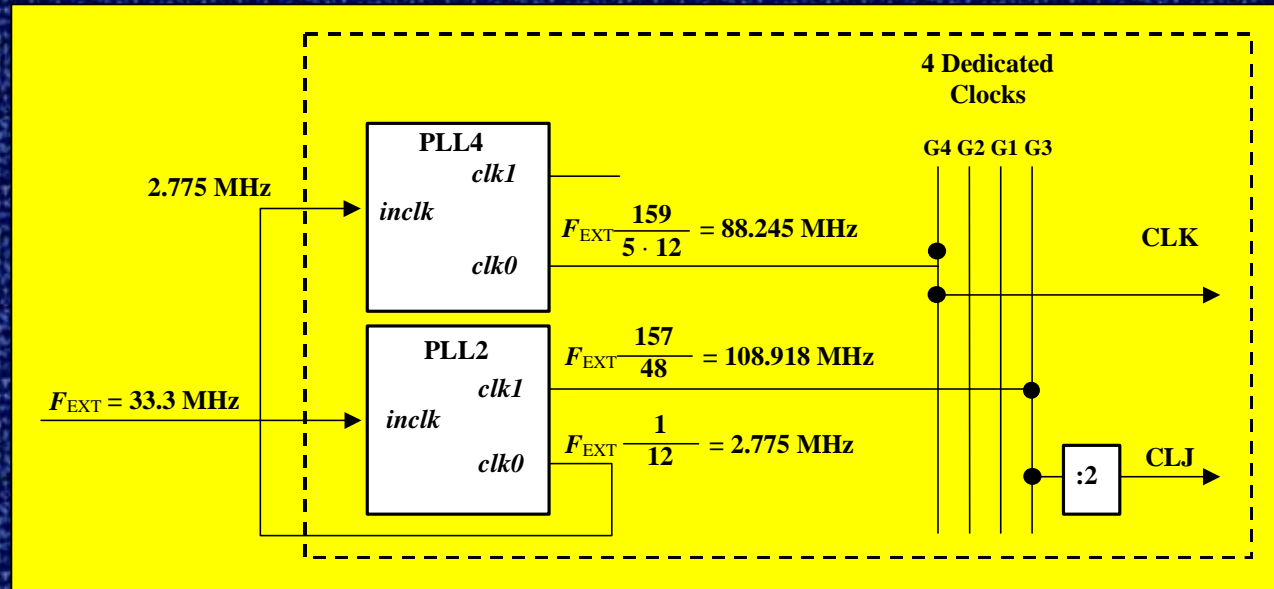 4 Dedicated
Clocks
G4 G2 G1 G3
PLL4
clk1
2.775 MHz
inclk
F_EXT 159 / 5 · 12 = 88.245 MHz
clk0
CLK
PLL2
F_EXT 157 / 48 = 108.918 MHz
clk1
F_EXT = 33.3 MHz
inclk
F_EXT 1 / 12 = 2.775 MHz
clk0
:2
CLJ